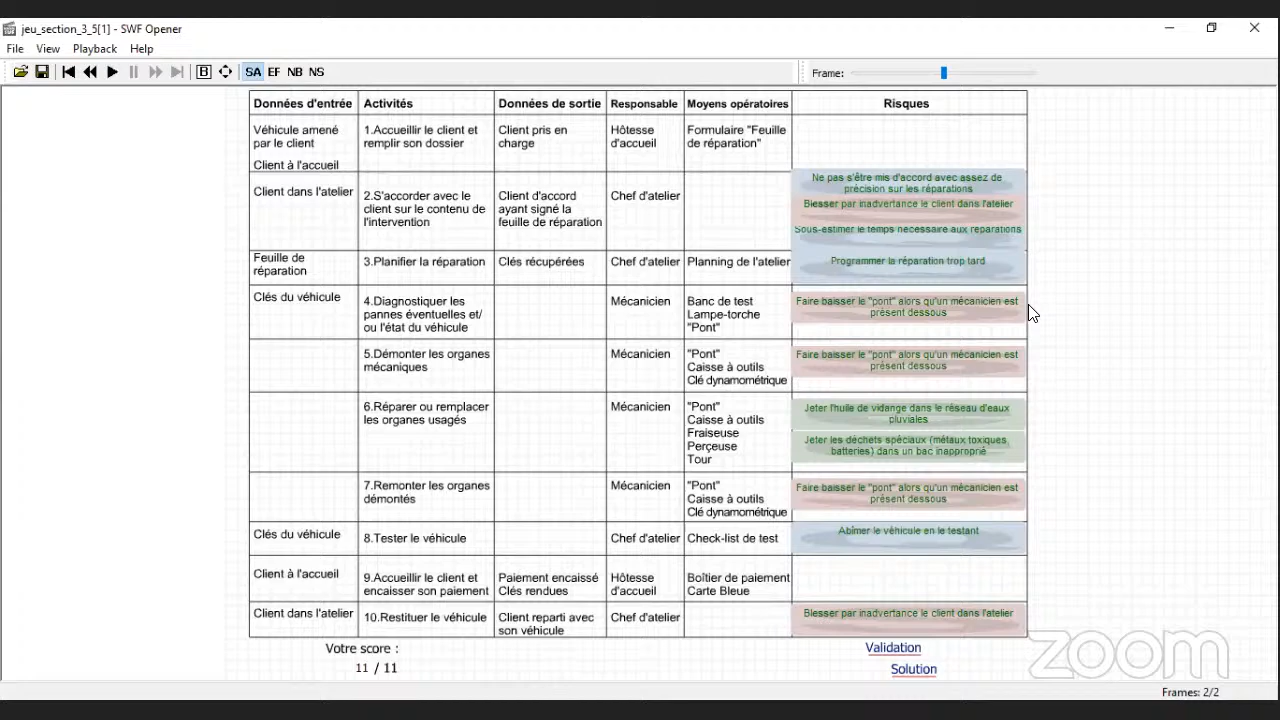 jeu_section_3_5[1] - SWF Opener
File View Playback Help
B SA EF NB NS Frame:
Données d'entrée Activités Données de sortie Responsable Moyens opératoires Risques
Véhicule amené par le client
Client à l'accueil
1.Accueillir le client et remplir son dossier
Client pris en charge
Hôtesse d'accueil
Formulaire "Feuille de réparation"
Client dans l'atelier
2.S'accorder avec le client sur le contenu de l'intervention
Client d'accord ayant signé la feuille de réparation
Chef d'atelier
Ne pas s'être mis d'accord avec assez de précision sur les réparations
Blesser par inadvertance le client dans l'atelier
Sous-estimer le temps nécessaire aux réparations
Feuille de réparation
3.Planifier la réparation
Clés récupérées
Chef d'atelier
Planning de l'atelier
Programmer la réparation trop tard
Clés du véhicule
4.Diagnostiquer les pannes éventuelles et/ou l'état du véhicule
Mécanicien
Banc de test
Lampe-torche
"Pont"
Faire baisser le "pont" alors qu'un mécanicien est présent dessous
5.Démonter les organes mécaniques
Mécanicien
"Pont"
Caisse à outils
Clé dynamométrique
Faire baisser le "pont" alors qu'un mécanicien est présent dessous
6.Réparer ou remplacer les organes usagés
Mécanicien
"Pont"
Caisse à outils
Fraiseuse
Perçeuse
Tour
Jeter l'huile de vidange dans le réseau d'eaux pluviales
Jeter les déchets spéciaux (métaux toxiques, batteries) dans un bac inapproprié
7.Remonter les organes démontés
Mécanicien
"Pont"
Caisse à outils
Clé dynamométrique
Faire baisser le "pont" alors qu'un mécanicien est présent dessous
Clés du véhicule
8.Tester le véhicule
Chef d'atelier
Check-list de test
Abîmer le véhicule en le testant
Client à l'accueil
9.Accueillir le client et encaisser son paiement
Paiement encaissé
Clés rendues
Hôtesse d'accueil
Boîtier de paiement
Carte Bleue
Client dans l'atelier
10.Restituer le véhicule
Client reparti avec son véhicule
Chef d'atelier
Blesser par inadvertance le client dans l'atelier
Votre score :
11 / 11
Validation
Solution
zoom
Frames: 2/2